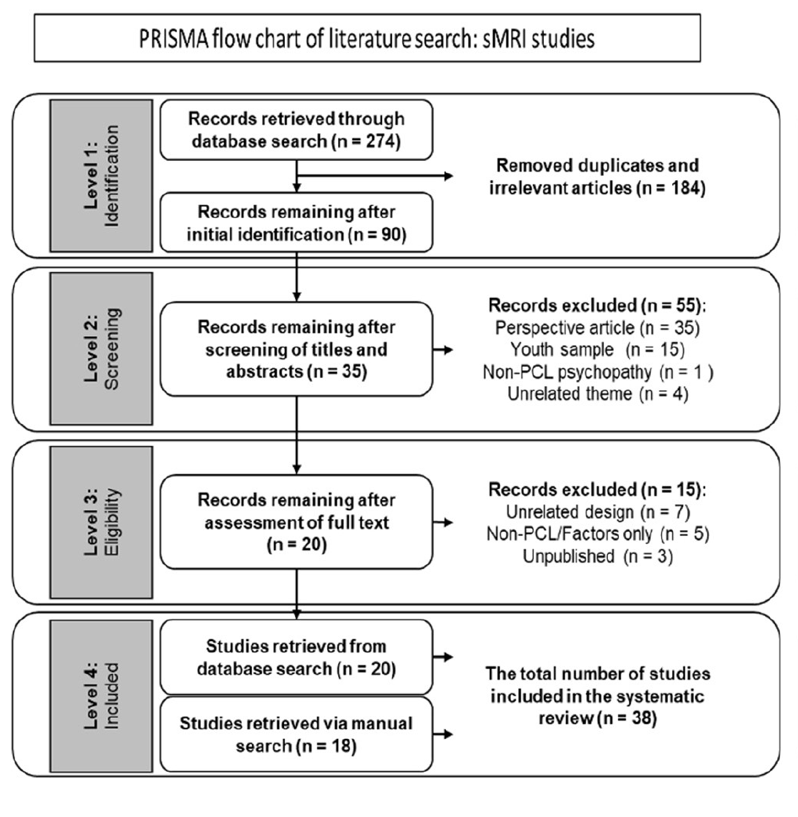 PRISMA flow chart of literature search: sMRI studies
Level 1:
Identification
Records retrieved through
database search (n = 274)
Removed duplicates and
irrelevant articles (n = 184)
Records remaining after
initial identification (n = 90)
Level 2:
Screening
Records remaining after
screening of titles and
abstracts (n = 35)
Records excluded (n = 55):
Perspective article (n = 35)
Youth sample (n = 15)
Non-PCL psychopathy (n = 1 )
Unrelated theme (n = 4)
Level 3:
Eligibility
Records remaining after
assessment of full text
(n = 20)
Records excluded (n = 15):
Unrelated design (n = 7)
Non-PCL/Factors only (n = 5)
Unpublished (n = 3)
Level 4:
Included
Studies retrieved from
database search (n = 20)
Studies retrieved via manual
search (n = 18)
The total number of studies
included in the systematic
review (n = 38)